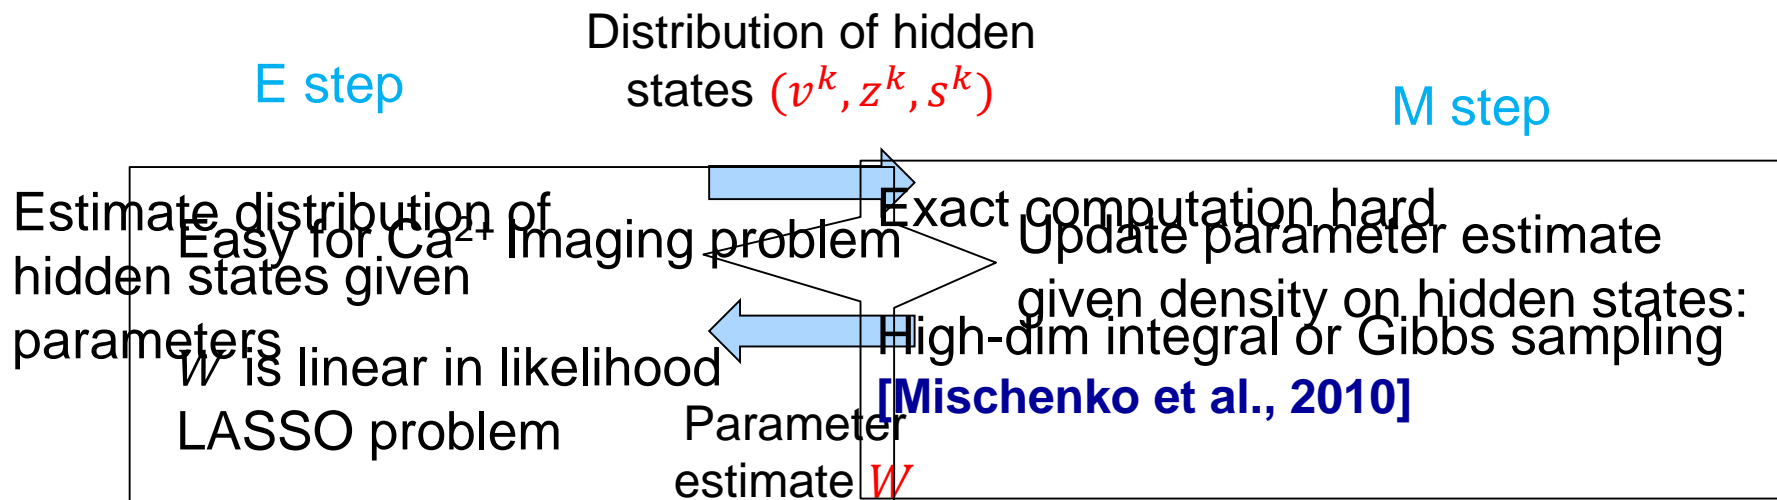 Distribution of hidden
states (v^k, z^k, s^k)
E step
M step
Estimate distribution of
hidden states given
parameters
Easy for Ca²⁺ Imaging problem
W is linear in likelihood
LASSO problem
Exact computation hard
High-dim integral or Gibbs sampling
[Mischenko et al., 2010]
Update parameter estimate
given density on hidden states:
Parameter
estimate W